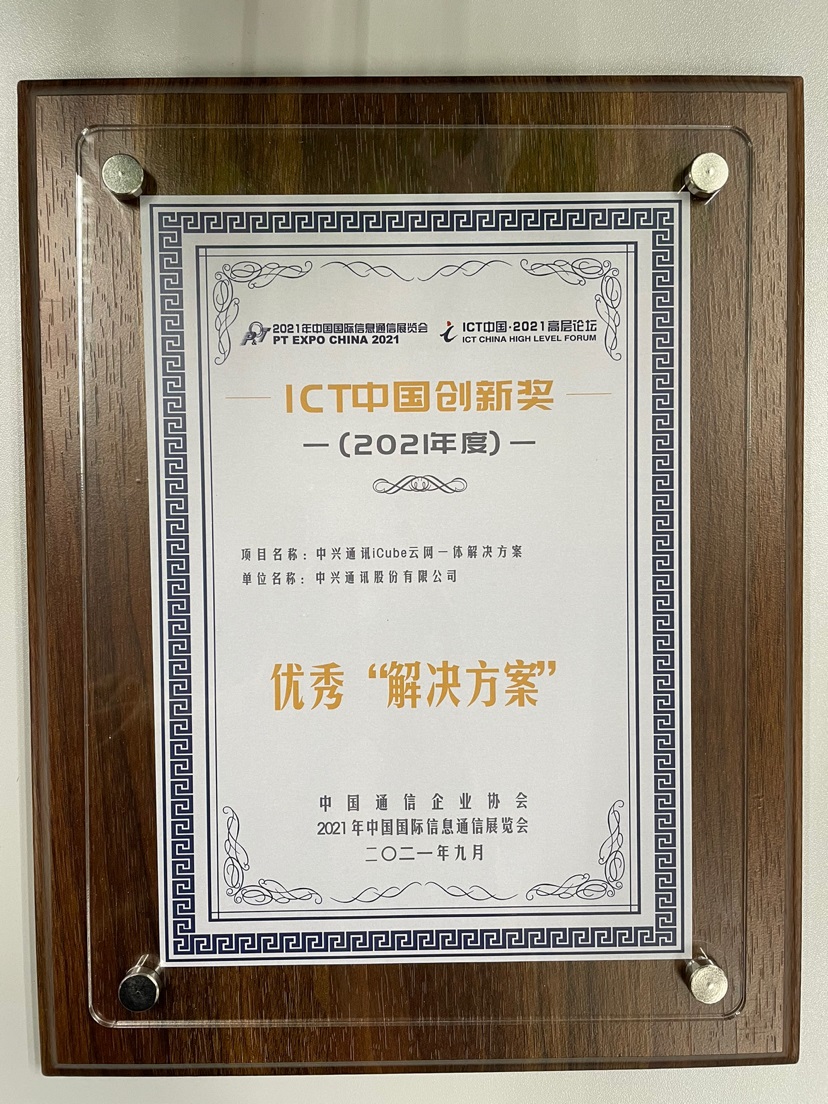 2021年中国国际信息通信展览会
PT EXPO CHINA 2021
ICT中国·2021高层论坛
ICT CHINA HIGH LEVEL FORUM
ICT中国创新奖
—(2021年度)—
项目名称：中兴通讯iCube云网一体解决方案
单位名称：中兴通讯股份有限公司
优秀“解决方案”
中国通信企业协会
2021年中国国际信息通信展览会
二〇二一年九月